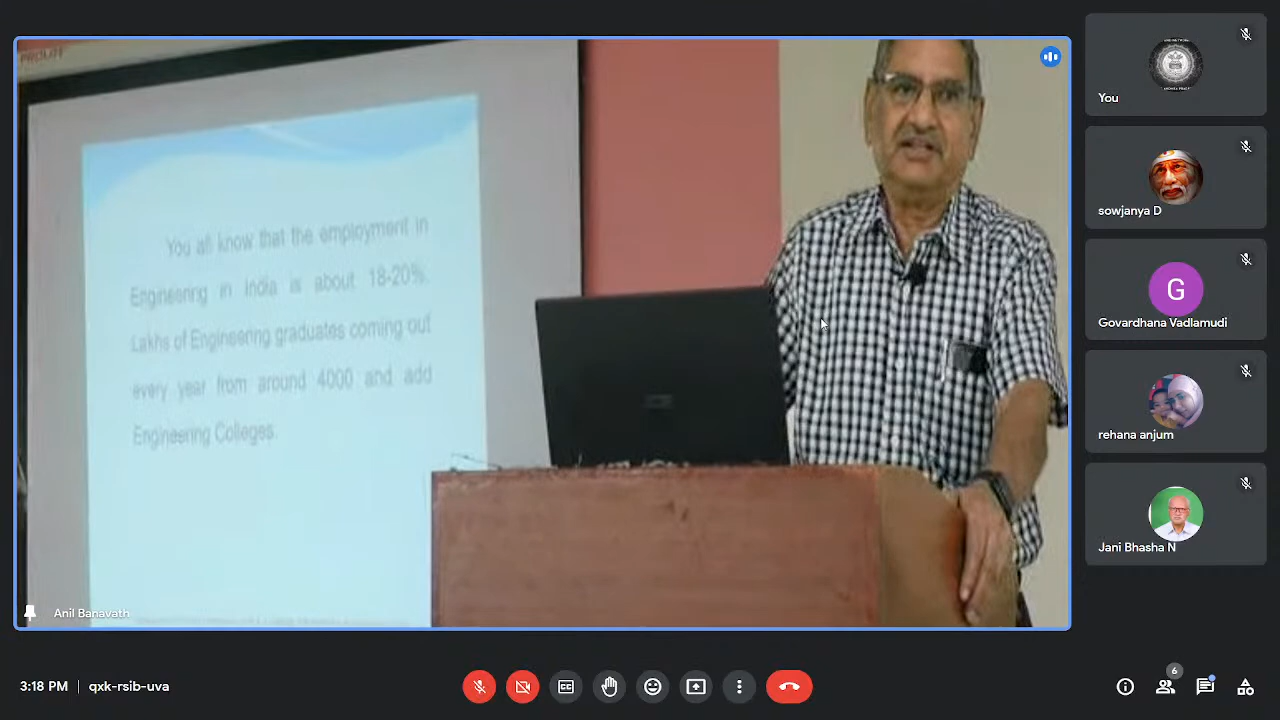 You all know that the employment in
Engineering in India is about 18-20%.
Lakhs of Engineering graduates coming out
every year from around 4000 and add
Engineering Colleges.
Anil Banavath
You
sowjanya D
Govardhana Vadlamudi
G
rehana anjum
Jani Bhasha N
3:18 PM | qxk-rsib-uva
6